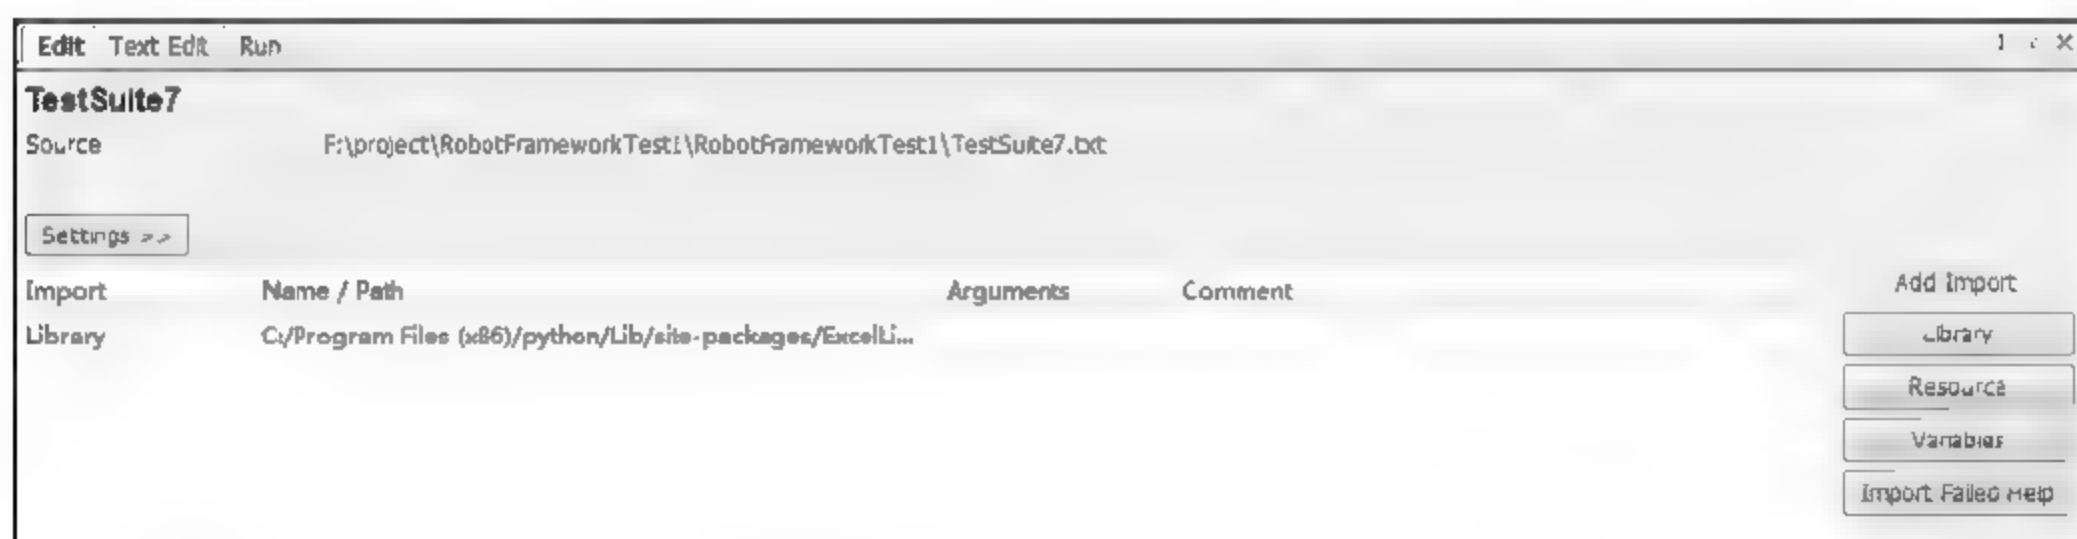 Edit Text Edit Run
TestSuite7
Source F:\project\RobotFrameworkTest1\RobotFrameworkTest1\TestSuite7.txt
Settings >>
Import Name / Path Arguments Comment Add Import
Library C:/Program Files (x86)/python/Lib/site-packages/ExcelLi... Library
Resource
Variables
Import Failed Help